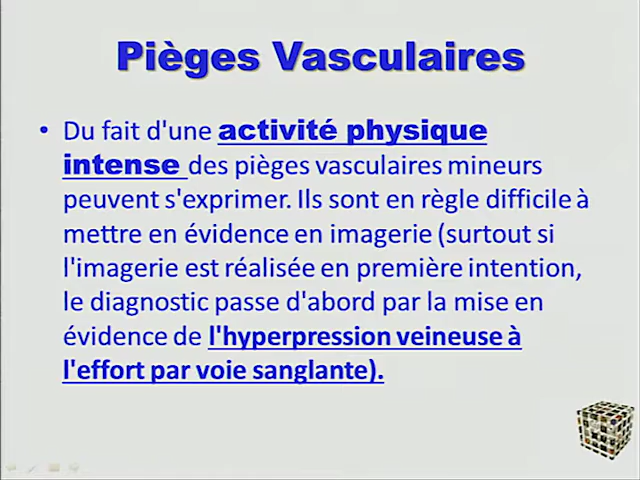 Pièges Vasculaires
• Du fait d'une activité physique
intense des pièges vasculaires mineurs
peuvent s'exprimer. Ils sont en règle difficile à
mettre en évidence en imagerie (surtout si
l'imagerie est réalisée en première intention,
le diagnostic passe d'abord par la mise en
évidence de l'hyperpression veineuse à
l'effort par voie sanglante).